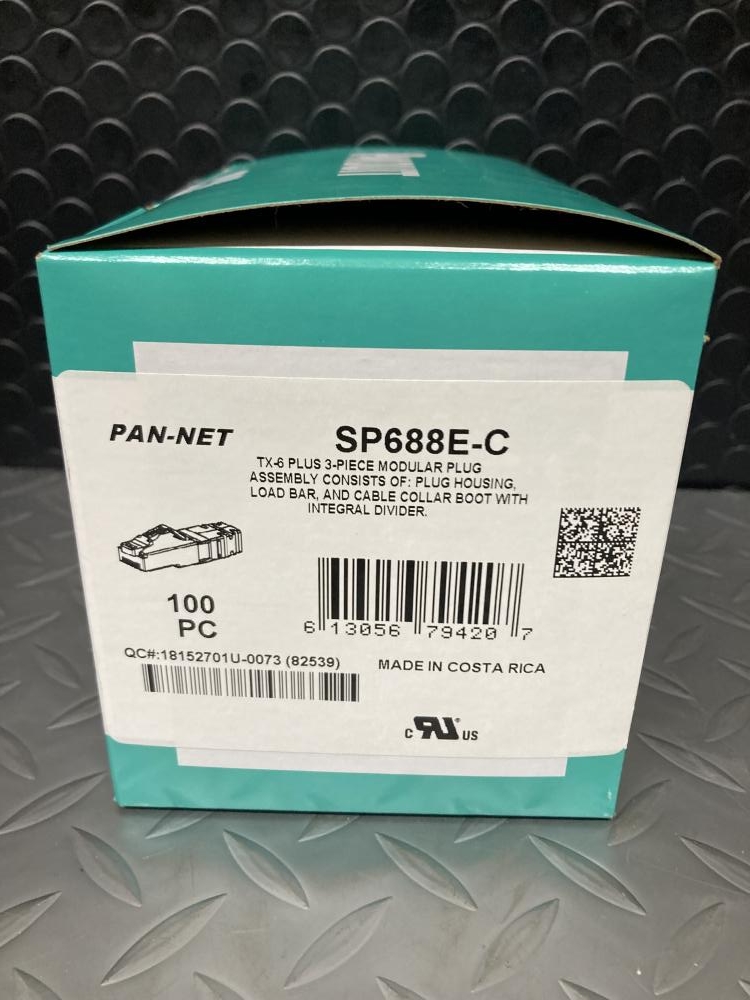 PAN-NET
SP688E-C
TX-6 PLUS 3-PIECE MODULAR PLUG
ASSEMBLY CONSISTS OF: PLUG HOUSING,
LOAD BAR, AND CABLE COLLAR BOOT WITH
INTEGRAL DIVIDER.
100
PC
6 13056 79420 7
QC#:18152701U-0073 (82539)
MADE IN COSTA RICA
C RU US